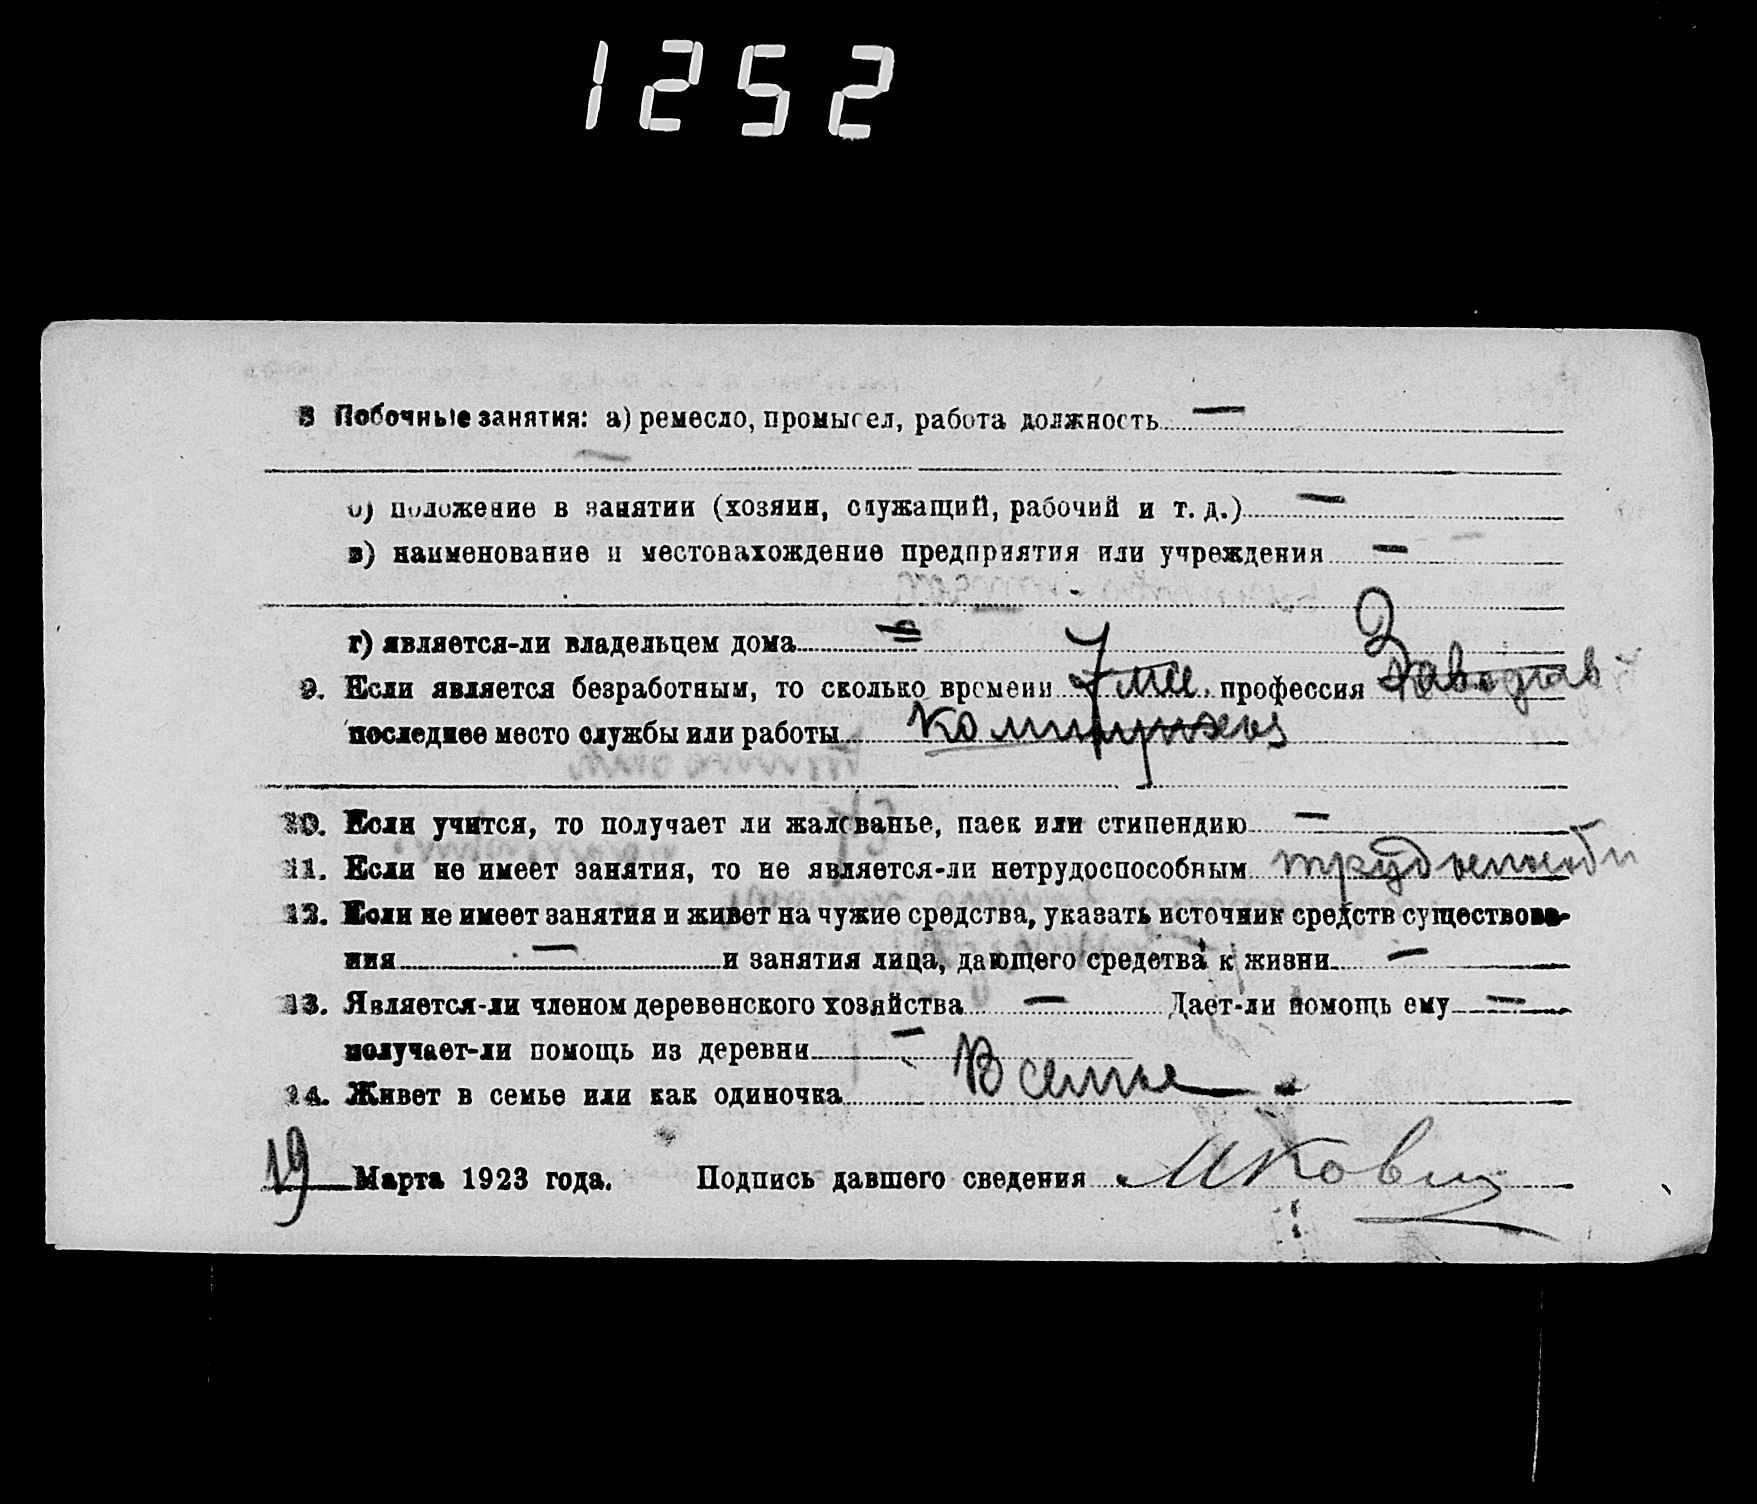 1252
8 Побочные занятия: а) ремесло, промысел, работа должность —
—
б) положение в занятии (хозяин, служащий, рабочий и т. д.) —
в) наименование и местонахождение предприятия или учреждения —
г) является-ли владельцем дома —
9. Если является безработным, то сколько времени 7 профессия
последнее место службы или работы
10. Если учится, то получает ли жалованье, паек или стипендию —
11. Если не имеет занятия, то не является-ли нетрудоспособным
12. Если не имеет занятия и живет на чужие средства, указать источник средств существова-
ния — и занятия лица, дающего средства к жизни —
13. Является-ли членом деревенского хозяйства — Дает-ли помощь ему —
получает-ли помощь из деревни —
14. Живет в семье или как одиночка В семье
19 Марта 1923 года. Подпись давшего сведения